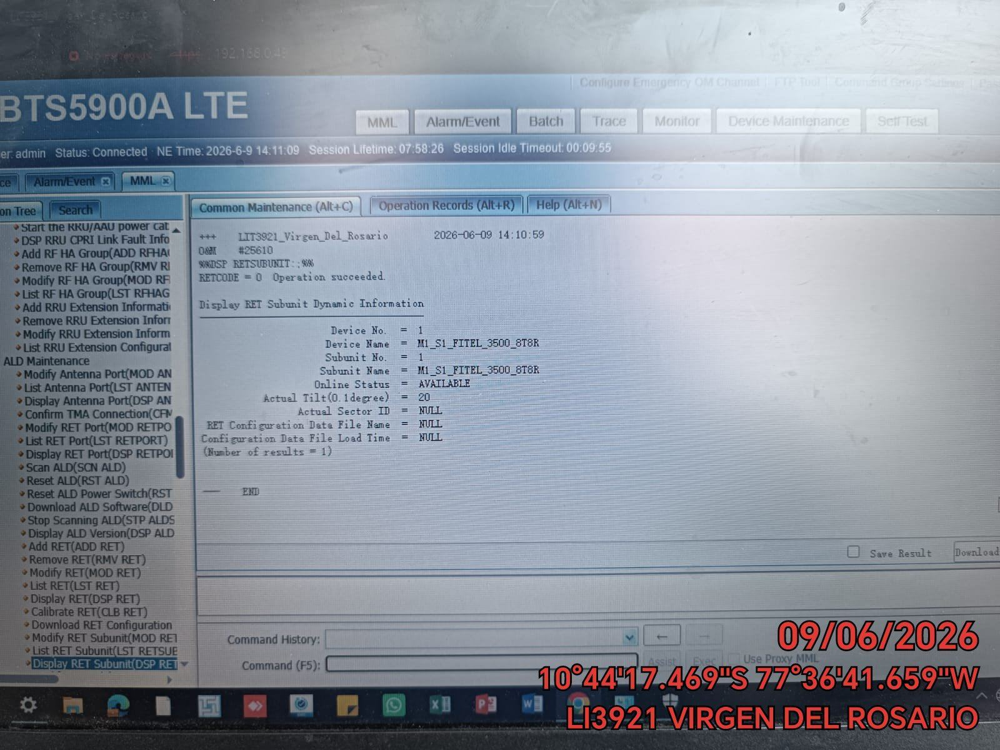 192.168.0.49
Configure Emergency OM Channel | FTP Tool | Command Group Settings |
BTS5900A LTE
MML Alarm/Event Batch Trace Monitor Device Maintenance Self Test
er: admin Status: Connected NE Time: 2026-6-9 14:11:09 Session Lifetime: 07:58:26 Session Idle Timeout: 00:09:55
ce Alarm/Event MML
on Tree Search
Common Maintenance (Alt+C) Operation Records (Alt+R) Help (Alt+N)
Start the RRU/AAU power cat
DSP RRU CPRI Link Fault Info
Add RF HA Group(ADD RFHA
Remove RF HA Group(RMV RI
Modify RF HA Group(MOD RF
List RF HA Group(LST RFHAG
Add RRU Extension Informati
Remove RRU Extension Inforr
Modify RRU Extension Inform
List RRU Extension Configurat
ALD Maintenance
Modify Antenna Port(MOD AN
List Antenna Port(LST ANTEN
Display Antenna Port(DSP AN
Confirm TMA Connection(CFM
Modify RET Port(MOD RETPO
List RET Port(LST RETPORT)
Display RET Port(DSP RETPOI
Scan ALD(SCN ALD)
Reset ALD(RST ALD)
Reset ALD Power Switch(RST
Download ALD Software(DLD
Stop Scanning ALD(STP ALDS
Display ALD Version(DSP ALD
Add RET(ADD RET)
Remove RET(RMV RET)
Modify RET(MOD RET)
List RET(LST RET)
Display RET(DSP RET)
Calibrate RET(CLB RET)
Download RET Configuration
Modify RET Subunit(MOD RET
List RET Subunit(LST RETSUE
Display RET Subunit(DSP RET
+++ LIT3921_Virgen_Del_Rosario 2026-06-09 14:10:59
O&M #25610
%%DSP RETSUBUNIT:;%%
RETCODE = 0 Operation succeeded.
Display RET Subunit Dynamic Information
Device No. = 1
Device Name = M1_S1_FITEL_3500_8T8R
Subunit No. = 1
Subunit Name = M1_S1_FITEL_3500_8T8R
Online Status = AVAILABLE
Actual Tilt(0.1degree) = 20
Actual Sector ID = NULL
RET Configuration Data File Name = NULL
Configuration Data File Load Time = NULL
(Number of results = 1)
--- END
Save Result Download
Command History:
Command (F5): Assist Exec Use Proxy MML
09/06/2026
10°44'17.469"S 77°36'41.659"W
LI3921 VIRGEN DEL ROSARIO